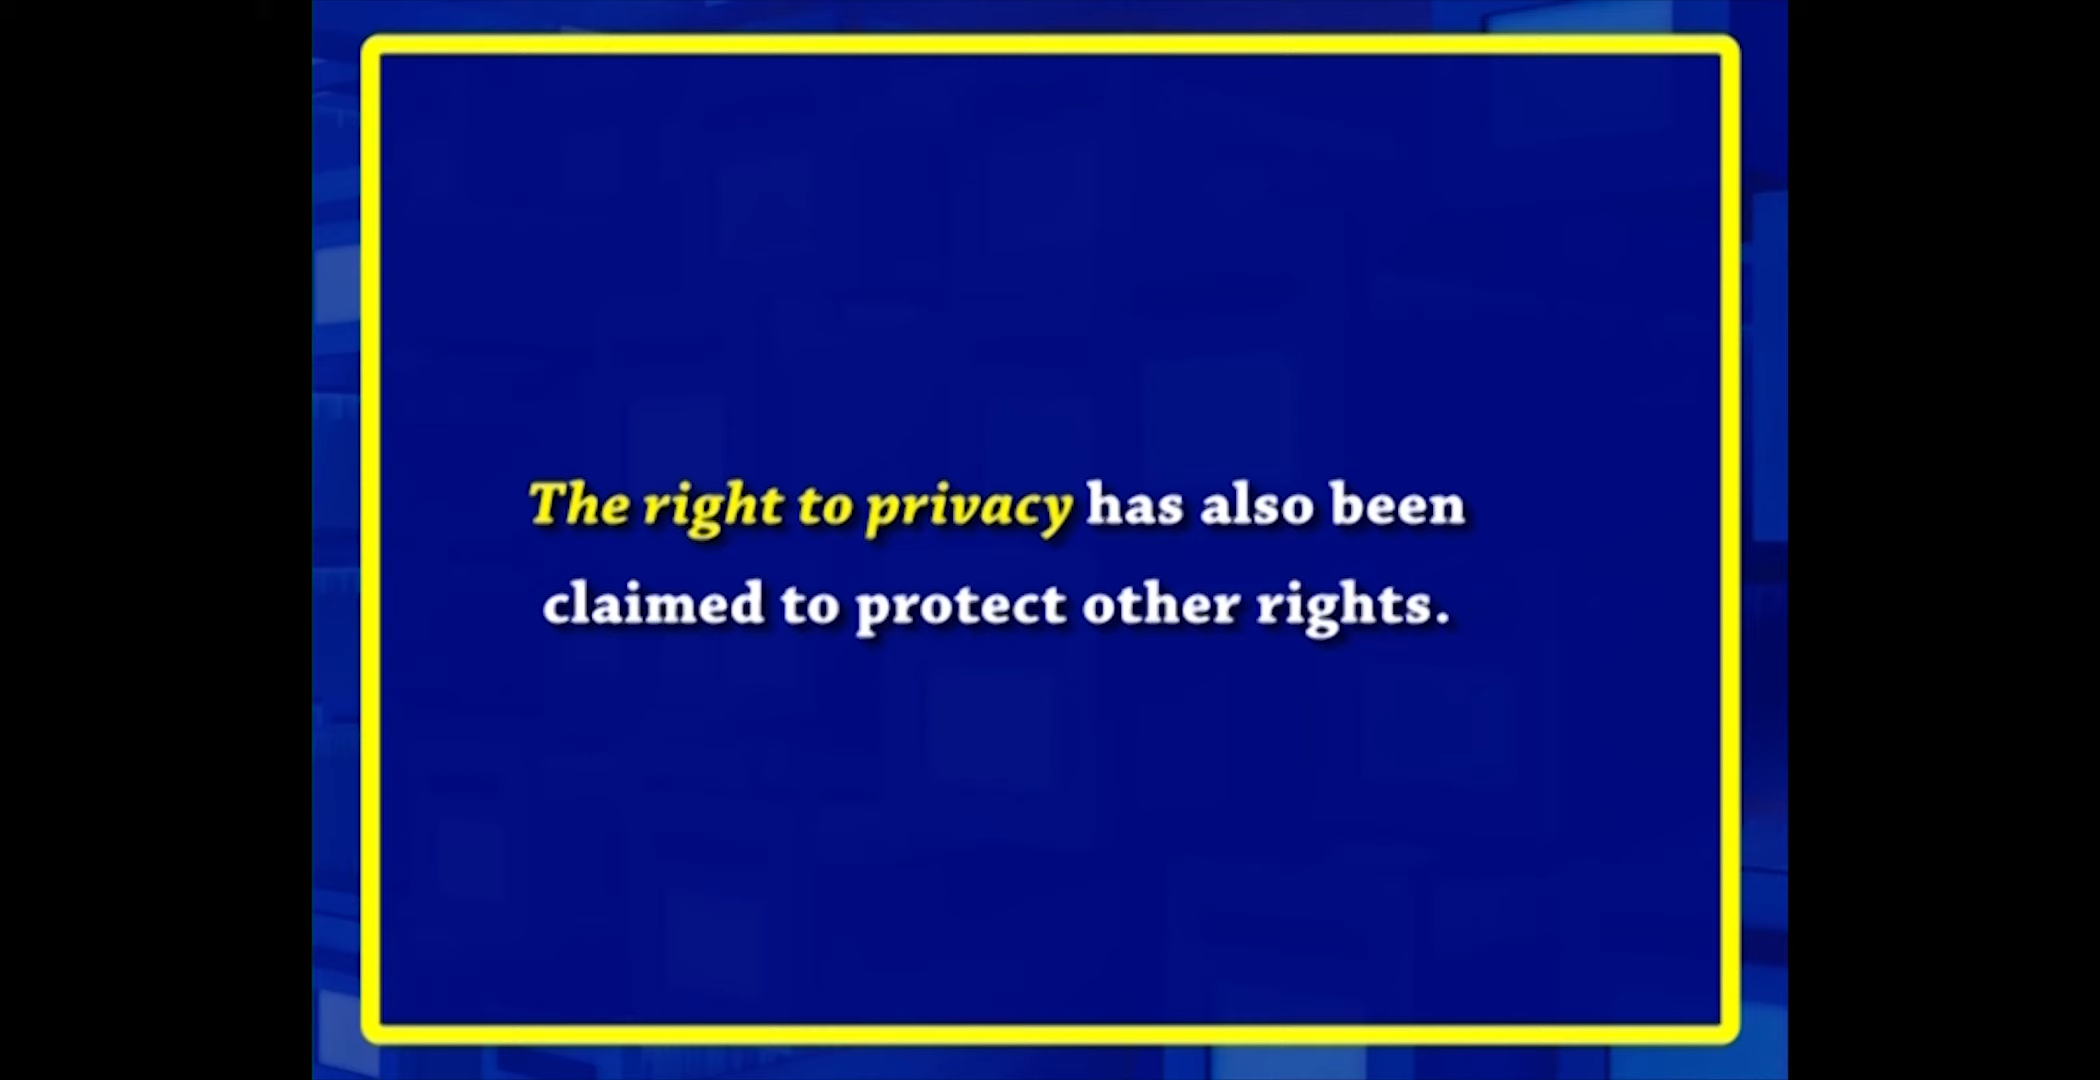 The right to privacy has also been
claimed to protect other rights.